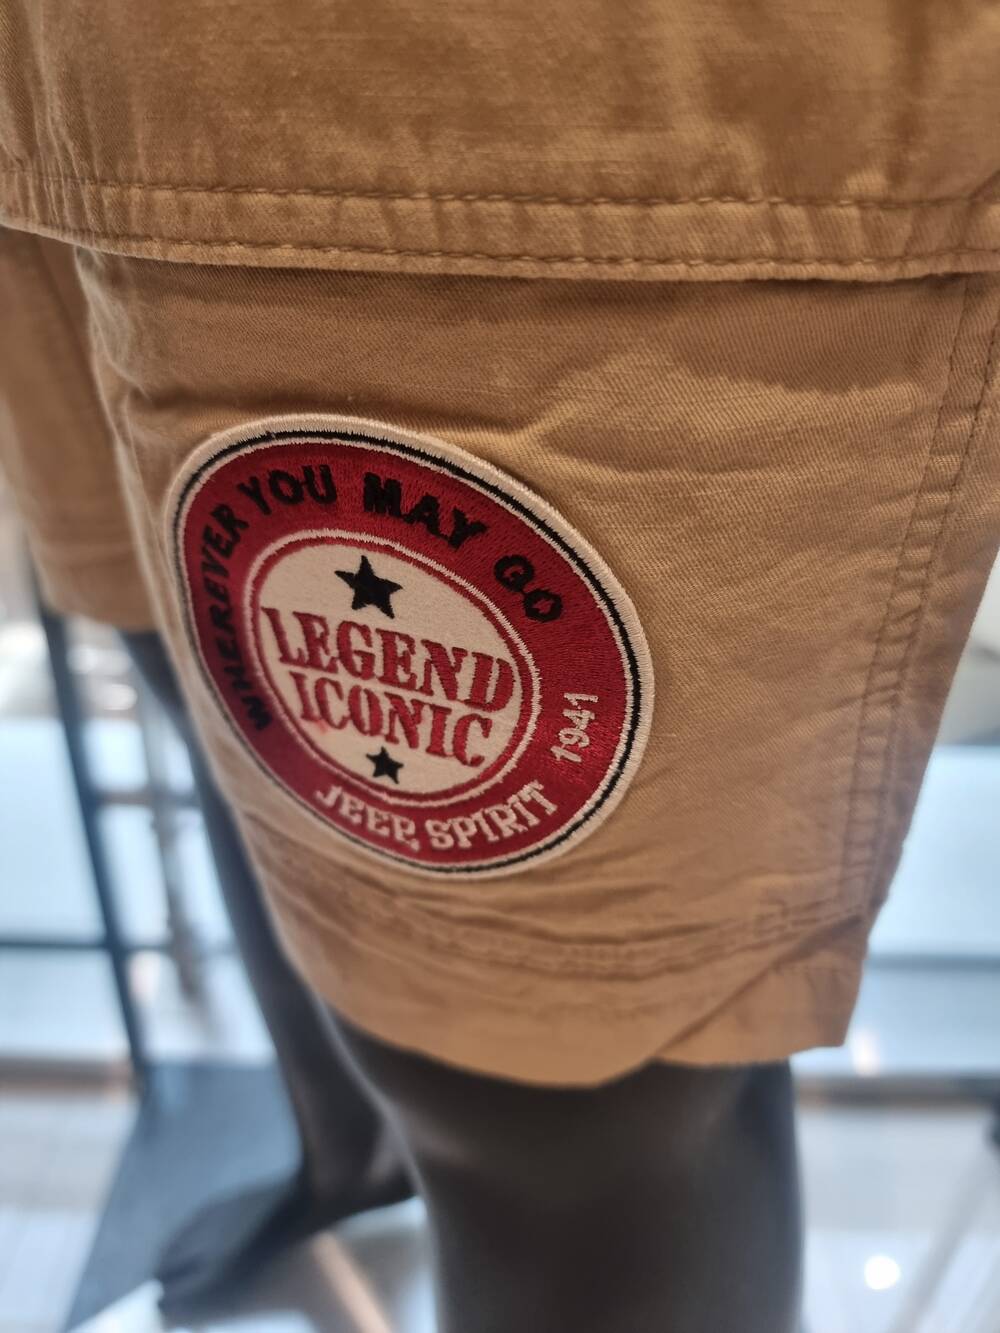 WHEREVER YOU MAY GO
LEGEND
ICONIC
JEEP SPIRIT 1941